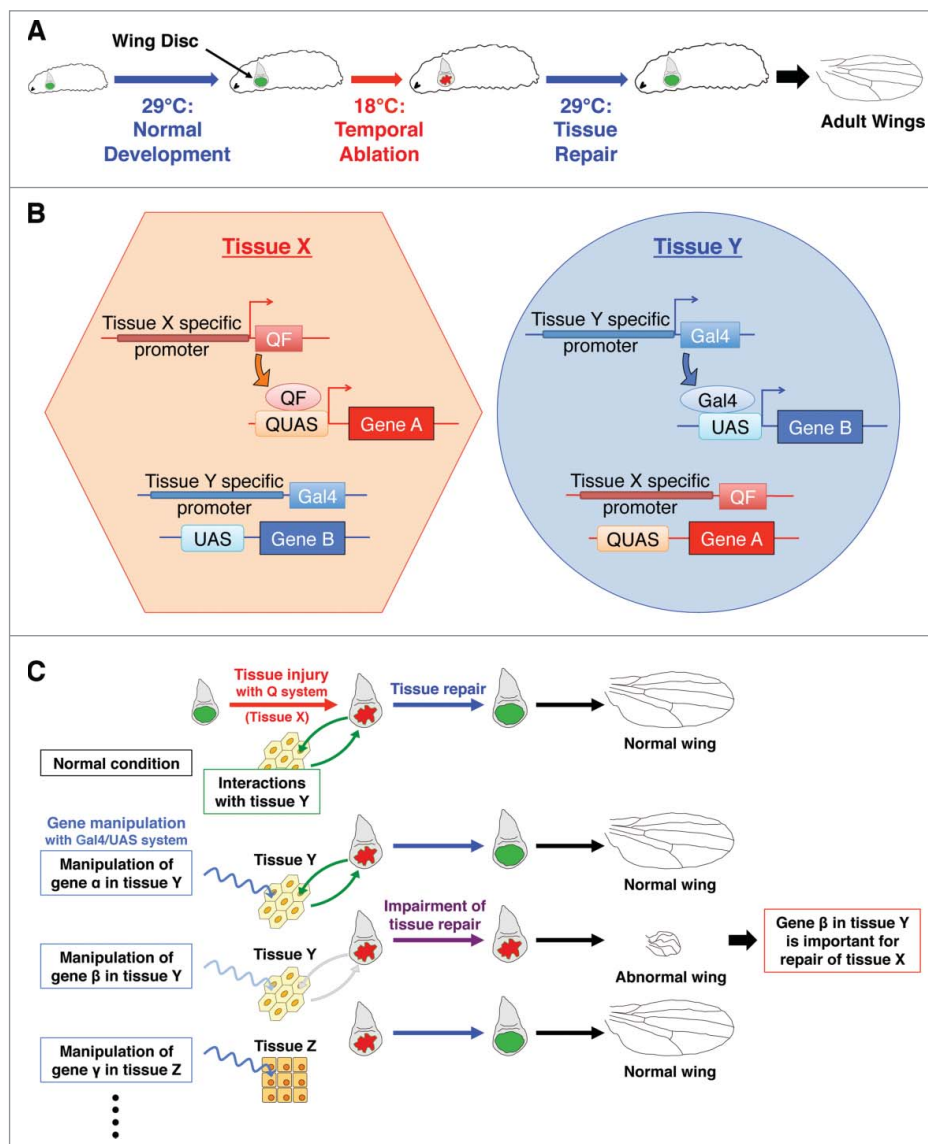 A
Wing Disc
29°C:
Normal
Development
18°C:
Temporal
Ablation
29°C:
Tissue
Repair
Adult Wings
B
Tissue X
Tissue X specific
promoter
QF
QF
QUAS
Gene A
Tissue Y specific
promoter
Gal4
UAS
Gene B
Tissue Y
Tissue Y specific
promoter
Gal4
Gal4
UAS
Gene B
Tissue X specific
promoter
QF
QUAS
Gene A
C
Tissue injury
with Q system
(Tissue X)
Tissue repair
Normal condition
Interactions
with tissue Y
Normal wing
Gene manipulation
with Gal4/UAS system
Manipulation of
gene α in tissue Y
Tissue Y
Normal wing
Manipulation of
gene β in tissue Y
Tissue Y
Impairment of
tissue repair
Abnormal wing
Gene β in tissue Y
is important for
repair of tissue X
Manipulation of
gene γ in tissue Z
Tissue Z
Normal wing